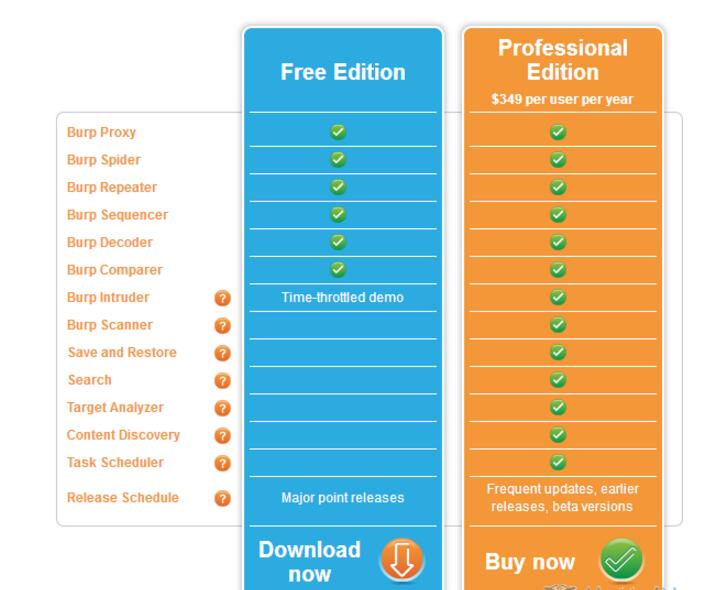 Free Edition
Professional
Edition
$349 per user per year
Burp Proxy
Burp Spider
Burp Repeater
Burp Sequencer
Burp Decoder
Burp Comparer
Burp Intruder ? Time-throttled demo
Burp Scanner ?
Save and Restore ?
Search ?
Target Analyzer ?
Content Discovery ?
Task Scheduler ?
Release Schedule ? Major point releases
Frequent updates, earlier
releases, beta versions
Download
now
Buy now